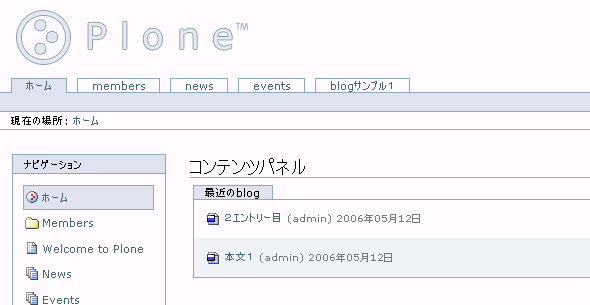 Plone™
ホーム members news events blogサンプル1
現在の場所: ホーム
ナビゲーション
ホーム
Members
Welcome to Plone
News
Events
コンテンツパネル
最近のblog
2エントリー目 (admin) 2006年05月12日
本文1 (admin) 2006年05月12日